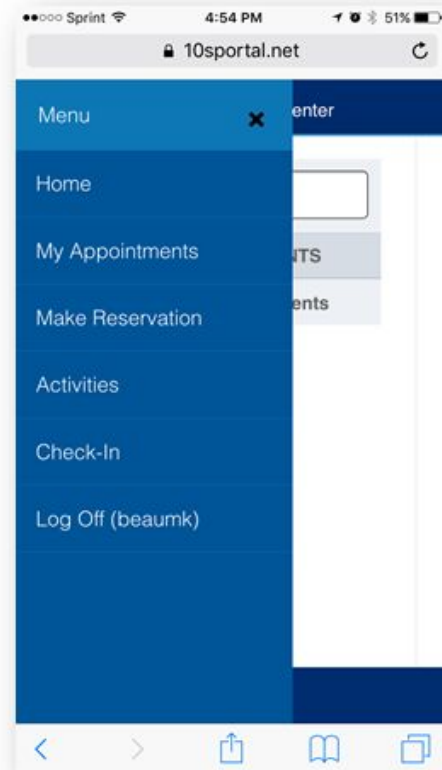 Sprint 4:54 PM 51%
10sportal.net
Menu
enter
Home
My Appointments
NTS
Make Reservation
ents
Activities
Check-In
Log Off (beaumk)